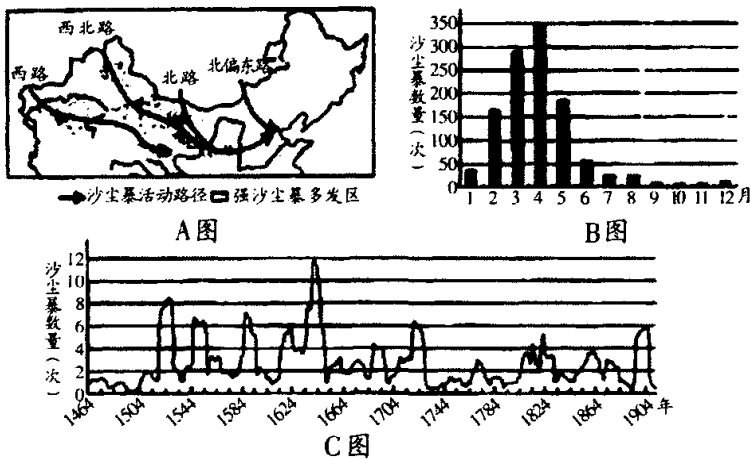 西北路
西路
北路
北偏东路
沙尘暴活动路径 强沙尘暴多发区
A图
沙尘暴数量(次)
350
300
250
200
150
100
50
0
1 2 3 4 5 6 7 8 9 10 11 12月
B图
沙尘暴数量(次)
12
10
8
6
4
2
0
1464 1504 1544 1584 1624 1664 1704 1744 1784 1824 1864 1904 年
C图